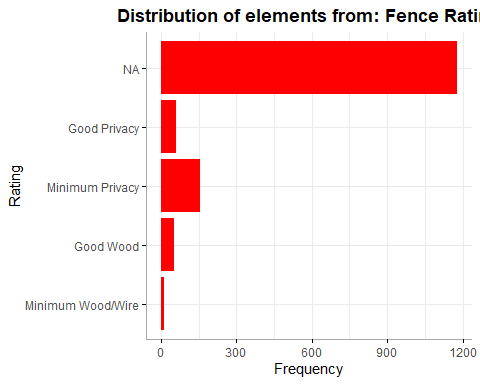 Distribution of elements from: Fence Ratin
NA
Good Privacy
Minimum Privacy
Good Wood
Minimum Wood/Wire
Rating
0 300 600 900 1200
Frequency